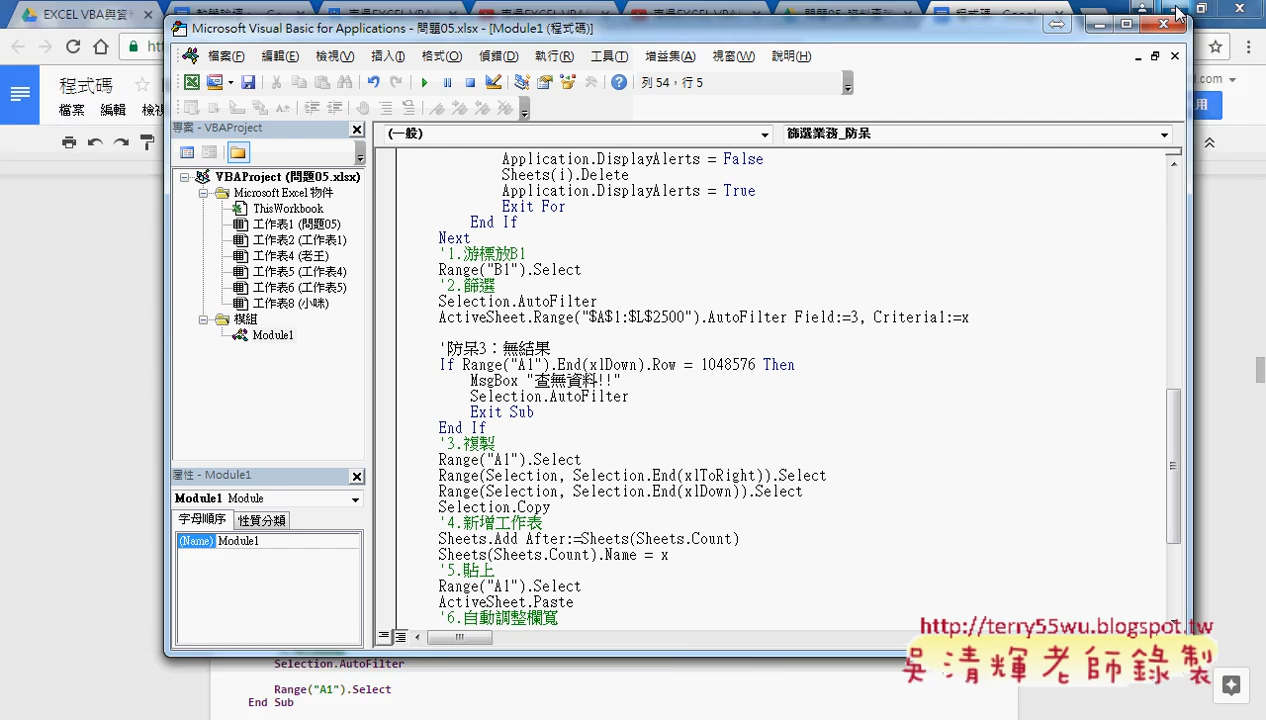 EXCEL VBA與資
Microsoft Visual Basic for Applications - 問題05.xlsx - [Module1 (程式碼)]
檔案(F) 編輯(E) 檢視(V) 插入(I) 格式(O) 偵錯(D) 執行(R) 工具(T) 增益集(A) 視窗(W) 說明(H)
列 54，行 5
程式碼
檔案 編輯 檢視
專案 - VBAProject
(一般)
篩選業務_防呆
VBAProject (問題05.xlsx)
Microsoft Excel 物件
ThisWorkbook
工作表1 (問題05)
工作表2 (工作表1)
工作表4 (老王)
工作表5 (工作表4)
工作表6 (工作表5)
工作表8 (小咪)
模組
Module1
屬性 - Module1
Module1 Module
字母順序 性質分類
(Name) Module1
Application.DisplayAlerts = False
Sheets(i).Delete
Application.DisplayAlerts = True
Exit For
End If
Next
'1.游標放B1
Range("B1").Select
'2.篩選
Selection.AutoFilter
ActiveSheet.Range("$A$1:$L$2500").AutoFilter Field:=3, Criteria1:=x
'防呆3：無結果
If Range("A1").End(xlDown).Row = 1048576 Then
MsgBox "查無資料!!"
Selection.AutoFilter
Exit Sub
End If
'3.複製
Range("A1").Select
Range(Selection, Selection.End(xlToRight)).Select
Range(Selection, Selection.End(xlDown)).Select
Selection.Copy
'4.新增工作表
Sheets.Add After:=Sheets(Sheets.Count)
Sheets(Sheets.Count).Name = x
'5.貼上
Range("A1").Select
ActiveSheet.Paste
'6.自動調整欄寬
http://terry55wu.blogspot.tw
吳清輝老師錄製
Selection.AutoFilter
Range("A1").Select
End Sub